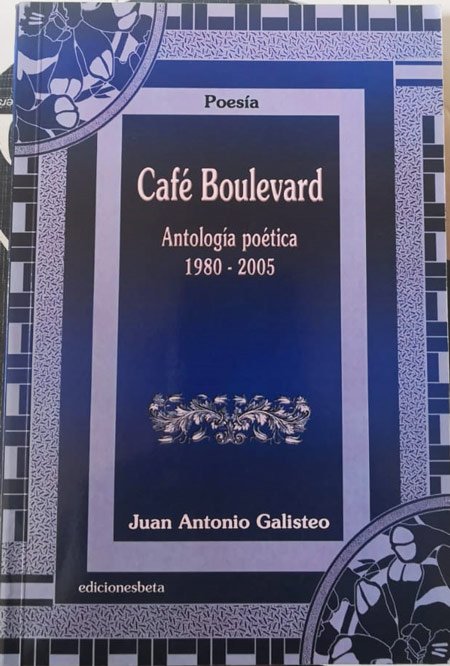 Poesía
Café Boulevard
Antología poética
1980 - 2005
Juan Antonio Galisteo
edicionesbeta